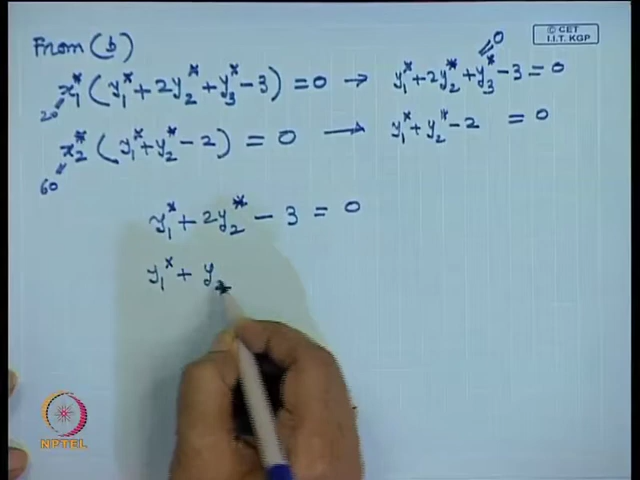 From (b)
© CET
I.I.T. KGP
x₁* (y₁* + 2y₂* + y₃* - 3) = 0 → y₁* + 2y₂* + y₃* - 3 = 0
20
0
x₂* (y₁* + y₂* - 2) = 0 → y₁* + y₂* - 2 = 0
60
y₁* + 2y₂* - 3 = 0
y₁* + y₂
NPTEL